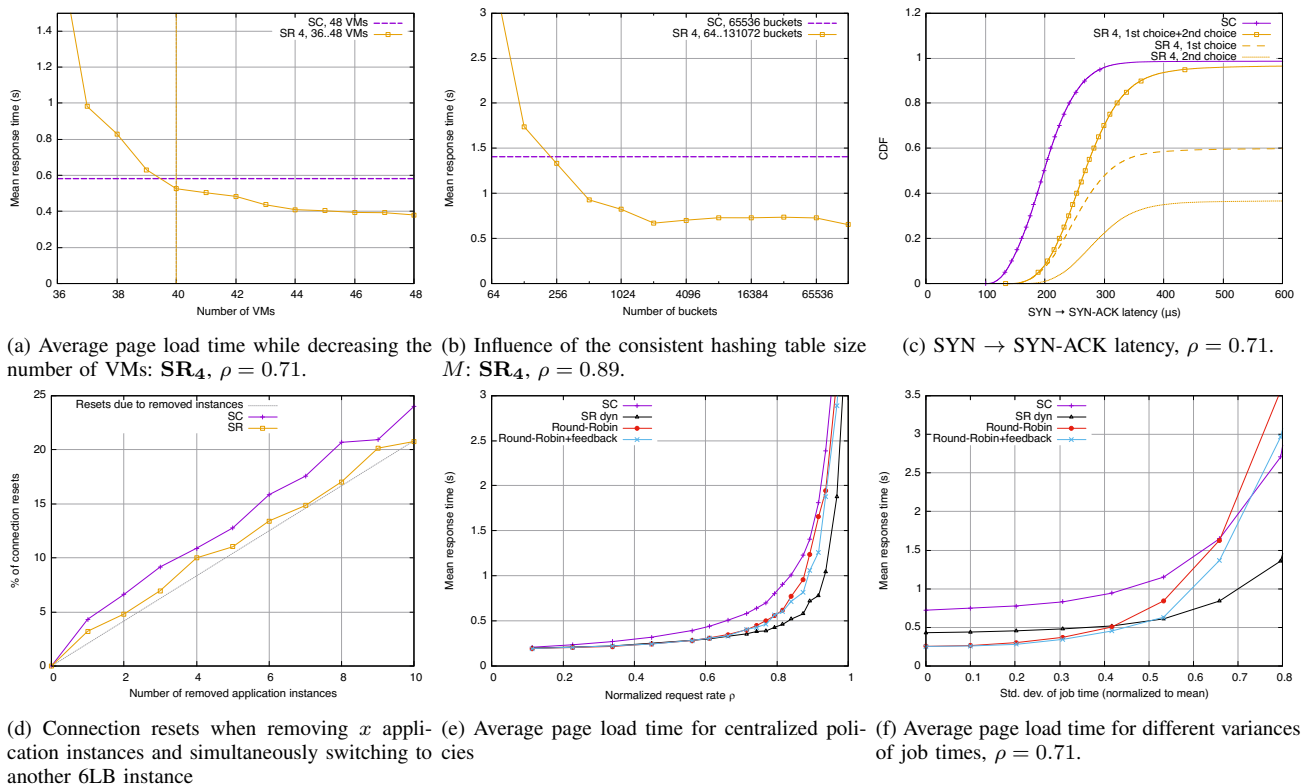 1.4
1.2
1
0.8
0.6
0.4
0.2
0
36
38
40
42
44
46
48
Mean response time (s)
Number of VMs
SC, 48 VMs
SR 4, 36..48 VMs
(a) Average page load time while decreasing the
number of VMs: SR4, ρ = 0.71.
3
2.5
2
1.5
1
0.5
0
64
256
1024
4096
16384
65536
Mean response time (s)
Number of buckets
SC, 65536 buckets
SR 4, 64..131072 buckets
(b) Influence of the consistent hashing table size
M: SR4, ρ = 0.89.
1.2
1
0.8
0.6
0.4
0.2
0
0
100
200
300
400
500
600
CDF
SYN → SYN-ACK latency (µs)
SC
SR 4, 1st choice+2nd choice
SR 4, 1st choice
SR 4, 2nd choice
(c) SYN → SYN-ACK latency, ρ = 0.71.
25
20
15
10
5
0
0
2
4
6
8
10
% of connection resets
Number of removed application instances
Resets due to removed instances
SC
SR
(d) Connection resets when removing x appli-
cation instances and simultaneously switching to
another 6LB instance
3
2.5
2
1.5
1
0.5
0
0
0.2
0.4
0.6
0.8
1
Mean response time (s)
Normalized request rate ρ
SC
SR dyn
Round-Robin
Round-Robin+feedback
(e) Average page load time for centralized poli-
cies
3.5
3
2.5
2
1.5
1
0.5
0
0
0.1
0.2
0.3
0.4
0.5
0.6
0.7
0.8
Mean response time (s)
Std. dev. of job time (normalized to mean)
SC
SR dyn
Round-Robin
Round-Robin+feedback
(f) Average page load time for different variances
of job times, ρ = 0.71.